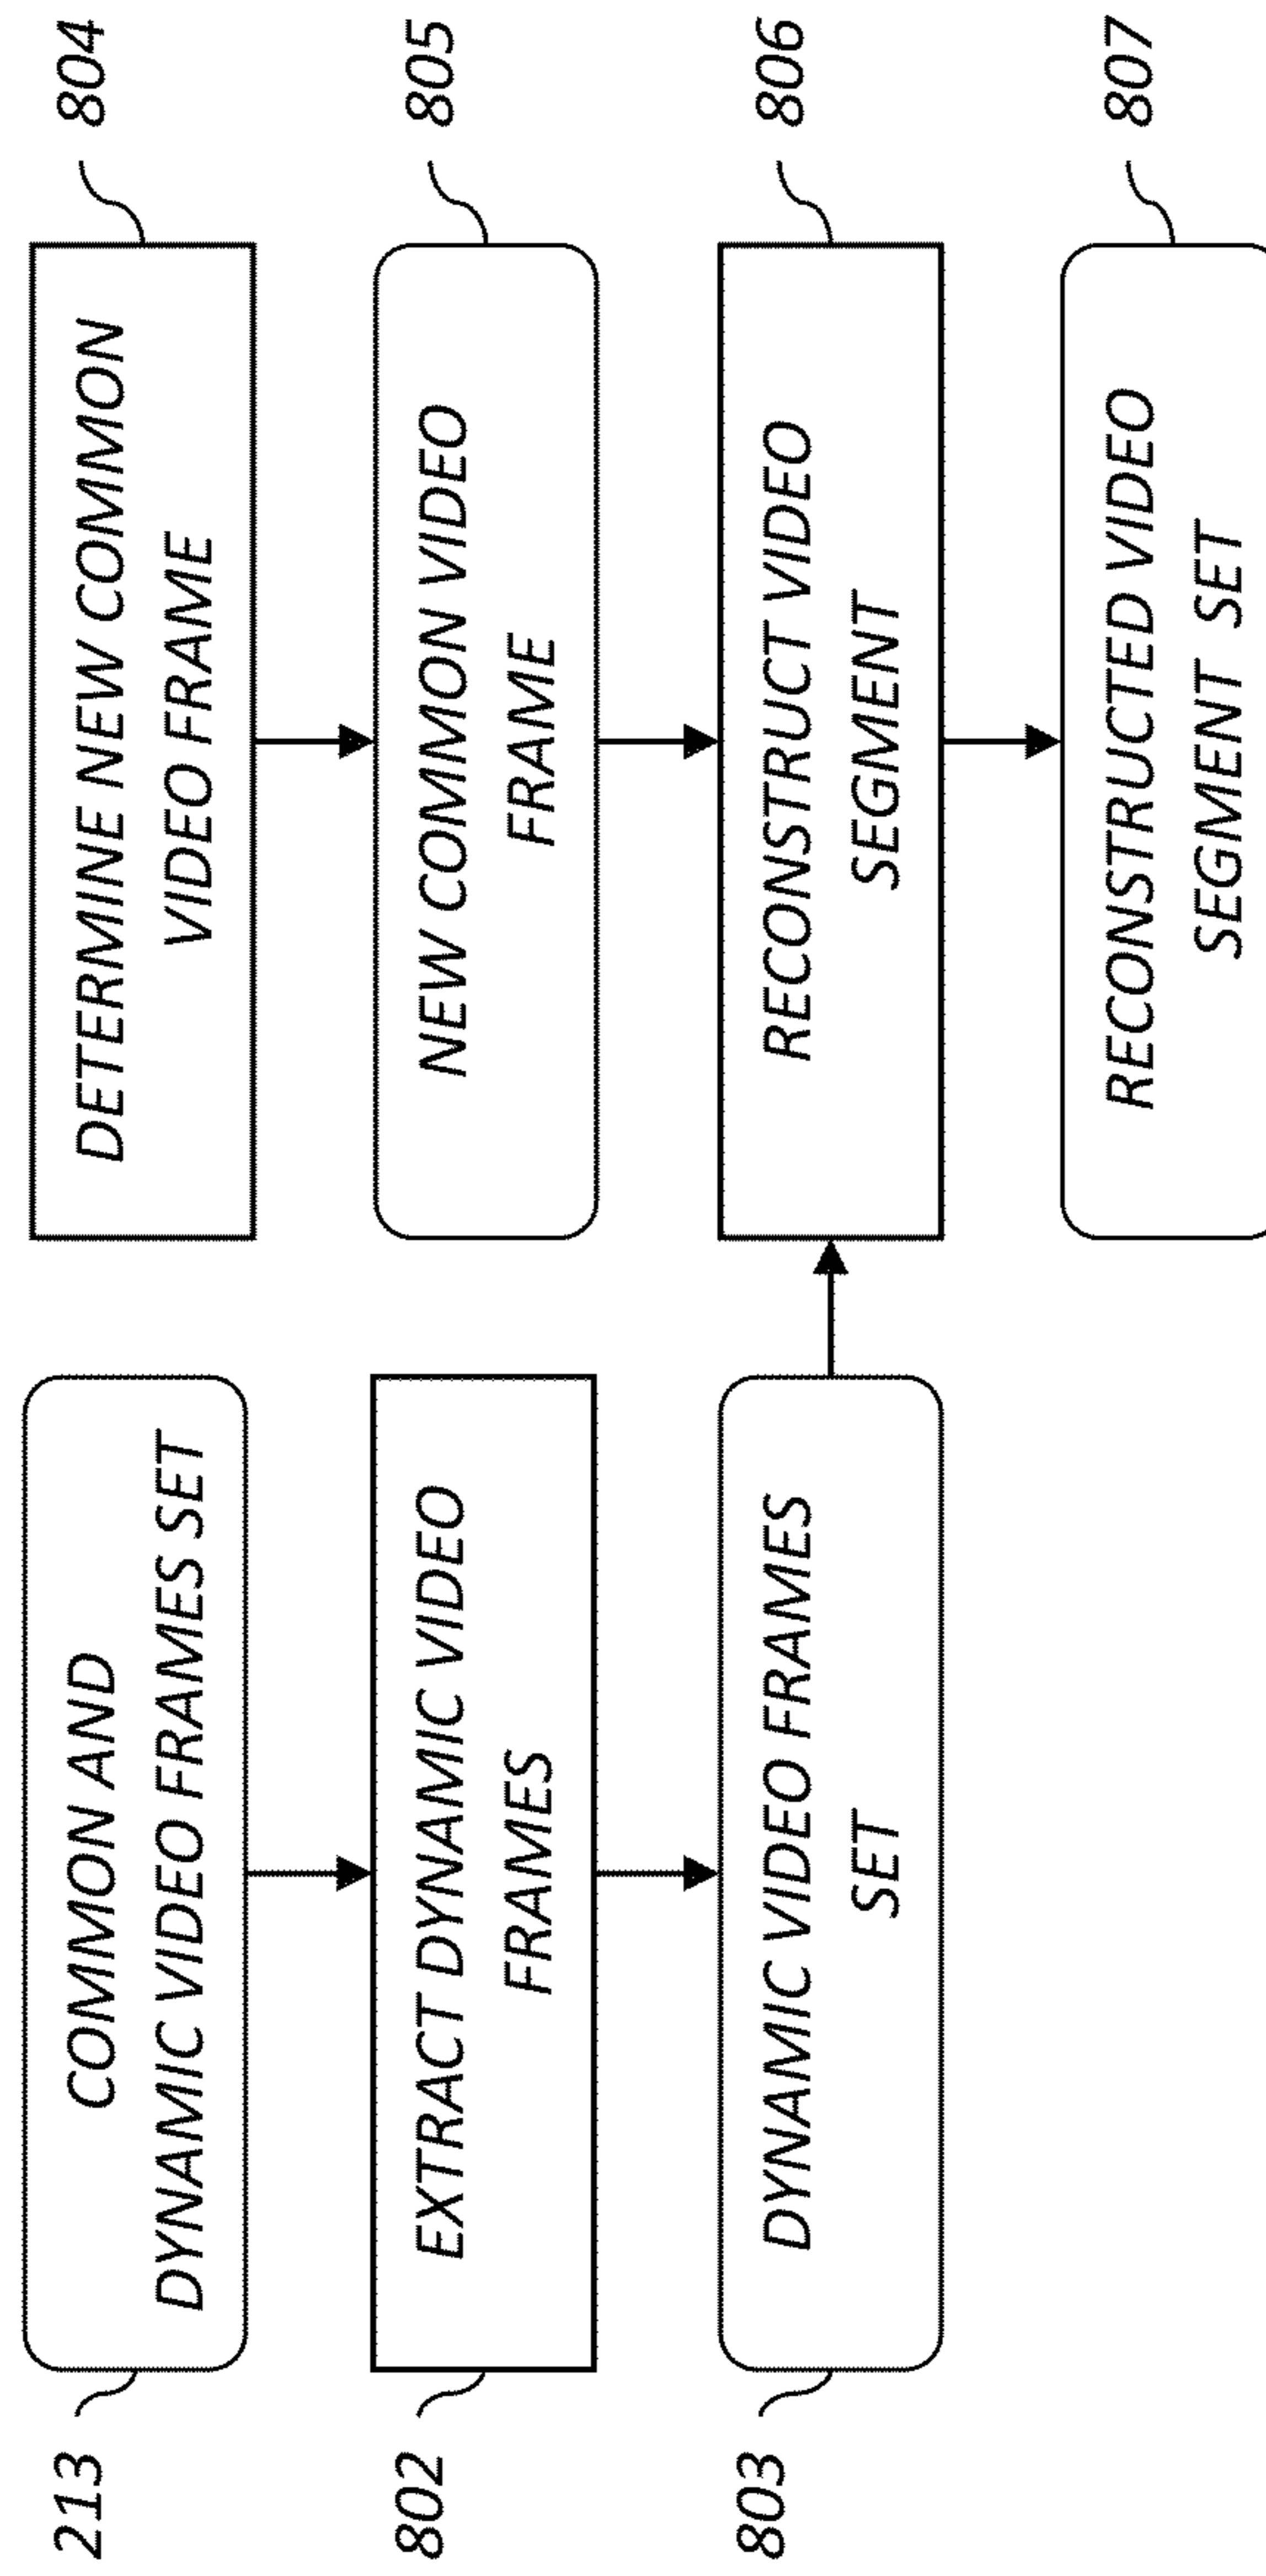 213
COMMON AND
DYNAMIC VIDEO FRAMES SET
802
EXTRACT DYNAMIC VIDEO
FRAMES
803
DYNAMIC VIDEO FRAMES
SET
DETERMINE NEW COMMON
VIDEO FRAME
804
NEW COMMON VIDEO
FRAME
805
RECONSTRUCT VIDEO
SEGMENT
806
RECONSTRUCTED VIDEO
SEGMENT SET
807